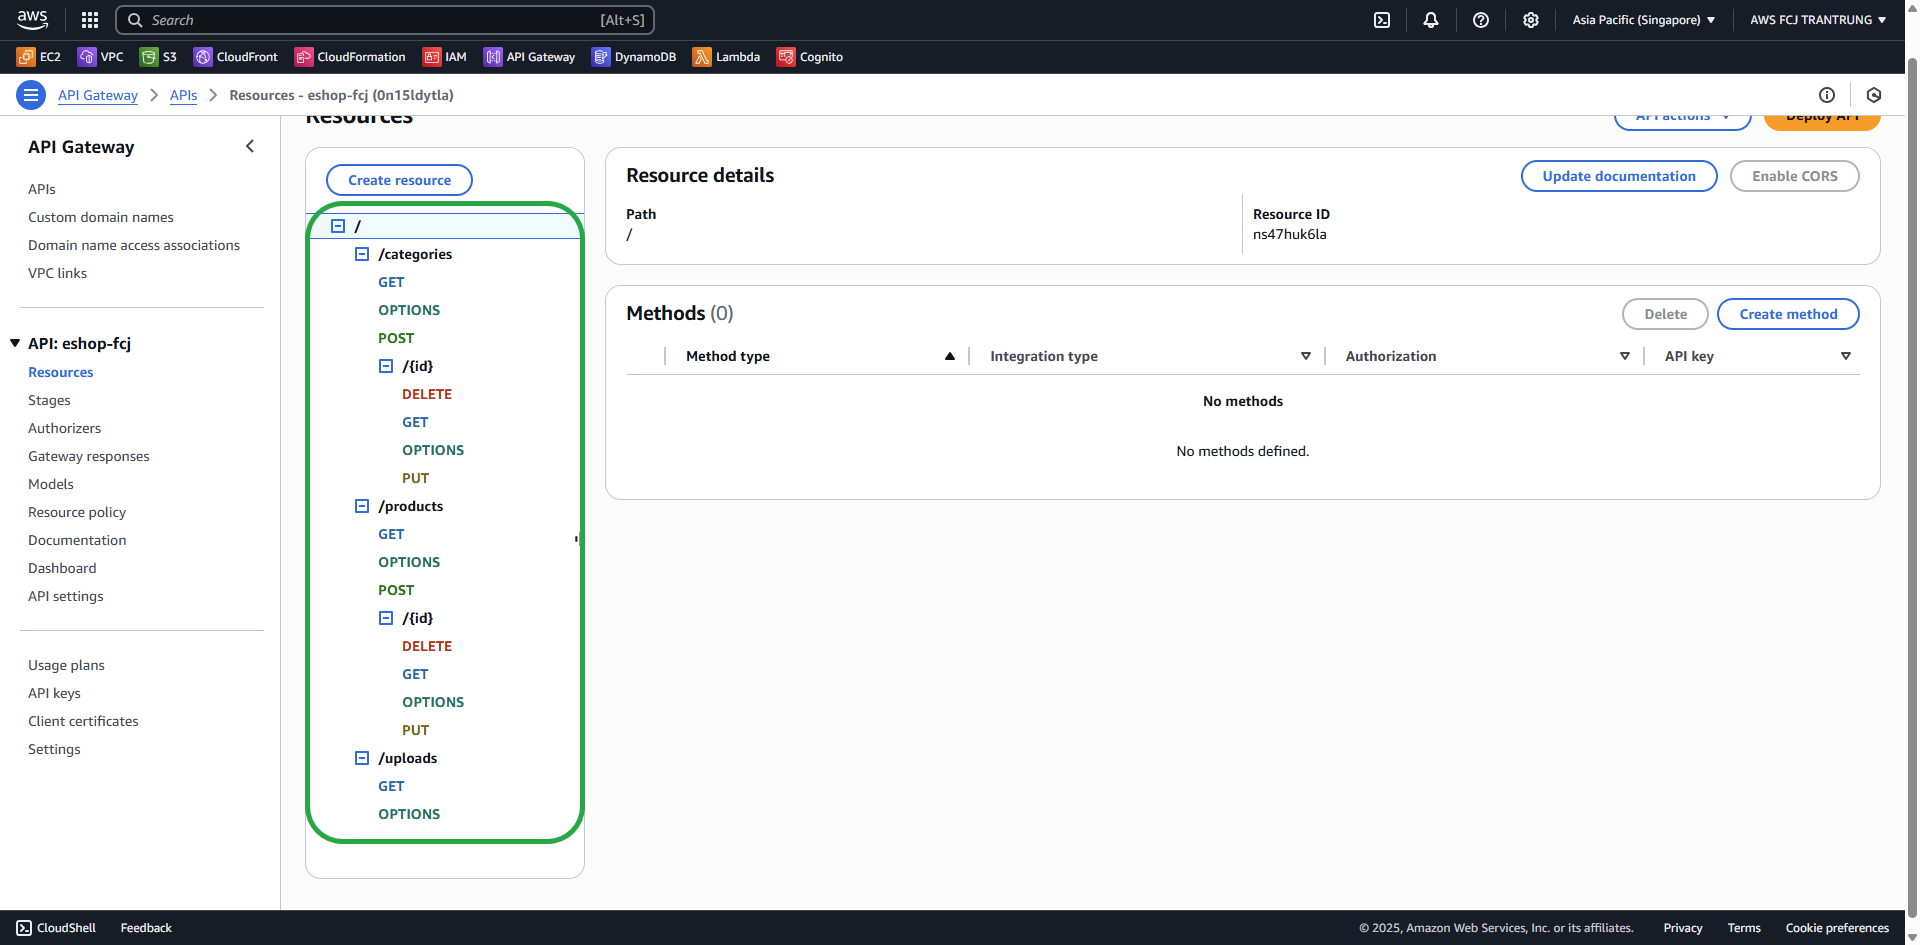 aws
Search [Alt+S]
Asia Pacific (Singapore) AWS FCJ TRANTRUNG
EC2 VPC S3 CloudFront CloudFormation IAM API Gateway DynamoDB Lambda Cognito
API Gateway APIs Resources - eshop-fcj (0n15ldytla)
API Gateway
APIs
Custom domain names
Domain name access associations
VPC links
API: eshop-fcj
Resources
Stages
Authorizers
Gateway responses
Models
Resource policy
Documentation
Dashboard
API settings
Usage plans
API keys
Client certificates
Settings
Resources
API actions Deploy API
Create resource
/
/categories
GET
OPTIONS
POST
/{id}
DELETE
GET
OPTIONS
PUT
/products
GET
OPTIONS
POST
/{id}
DELETE
GET
OPTIONS
PUT
/uploads
GET
OPTIONS
Resource details
Update documentation Enable CORS
Path
/
Resource ID
ns47huk6la
Methods (0)
Delete Create method
Method type Integration type Authorization API key
No methods
No methods defined.
CloudShell Feedback
© 2025, Amazon Web Services, Inc. or its affiliates. Privacy Terms Cookie preferences